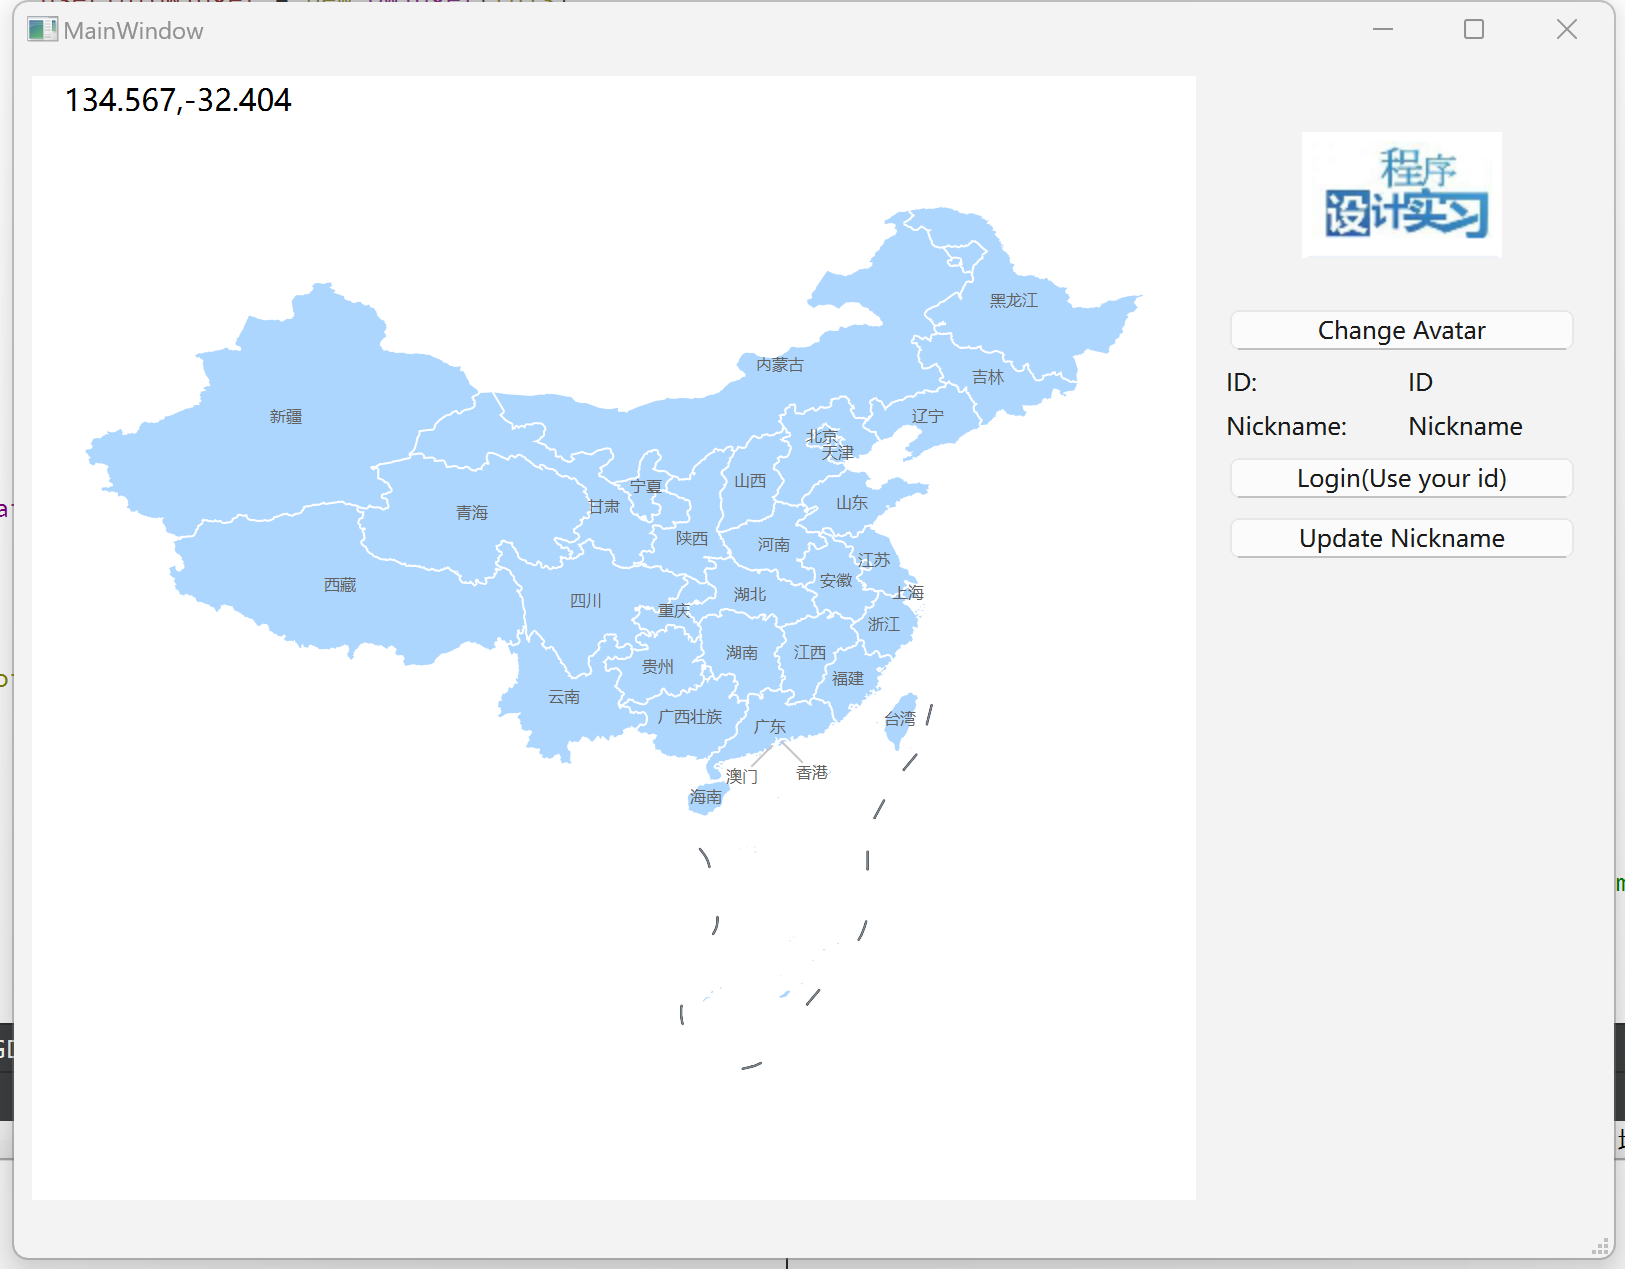 MainWindow
134.567,-32.404
程序
设计实习
Change Avatar
ID: ID
Nickname: Nickname
Login(Use your id)
Update Nickname
黑龙江
内蒙古
吉林
新疆
辽宁
北京
天津
宁夏
山西
山东
青海
甘肃
陕西
河南
江苏
西藏
安徽
四川
湖北
上海
重庆
浙江
湖南
江西
贵州
福建
云南
广西壮族
广东
台湾
澳门
香港
海南